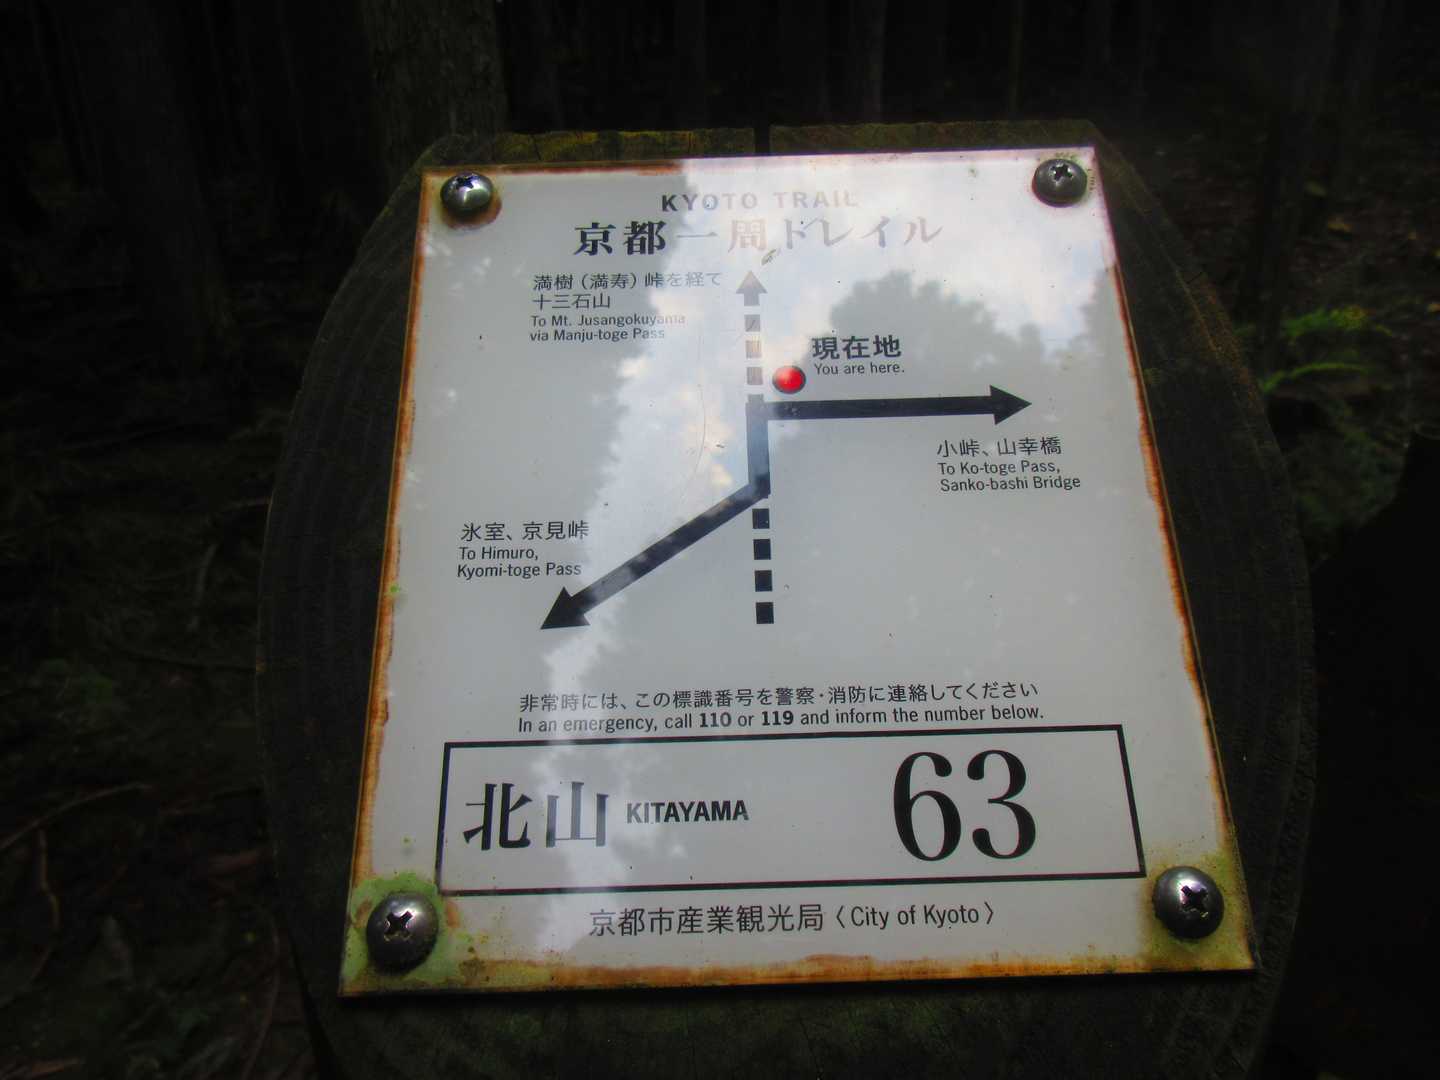 KYOTO TRAIL
京都一周トレイル
満樹（満寿）峠を経て
十三石山
To Mt. Jusangokuyama
via Manju-toge Pass
現在地
You are here.
小峠、山幸橋
To Ko-toge Pass,
Sanko-bashi Bridge
氷室、京見峠
To Himuro,
Kyomi-toge Pass
非常時には、この標識番号を警察・消防に連絡してください
In an emergency, call 110 or 119 and inform the number below.
北山 KITAYAMA 63
京都市産業観光局〈City of Kyoto〉